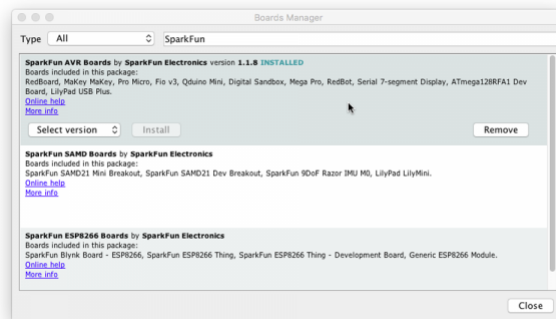 Boards Manager
Type All SparkFun
SparkFun AVR Boards by SparkFun Electronics version 1.1.8 INSTALLED
Boards included in this package:
RedBoard, MaKey MaKey, Pro Micro, Fio v3, Qduino Mini, Digital Sandbox, Mega Pro, RedBot, Serial 7-segment Display, ATmega128RFA1 Dev
Board, LilyPad USB Plus.
Online help
More info
Select version Install Remove
SparkFun SAMD Boards by SparkFun Electronics
Boards included in this package:
SparkFun SAMD21 Mini Breakout, SparkFun SAMD21 Dev Breakout, SparkFun 9DoF Razor IMU M0, LilyPad LilyMini.
Online help
More info
SparkFun ESP8266 Boards by SparkFun Electronics
Boards included in this package:
SparkFun Blynk Board - ESP8266, SparkFun ESP8266 Thing, SparkFun ESP8266 Thing - Development Board, Generic ESP8266 Module.
Online help
More info
Close